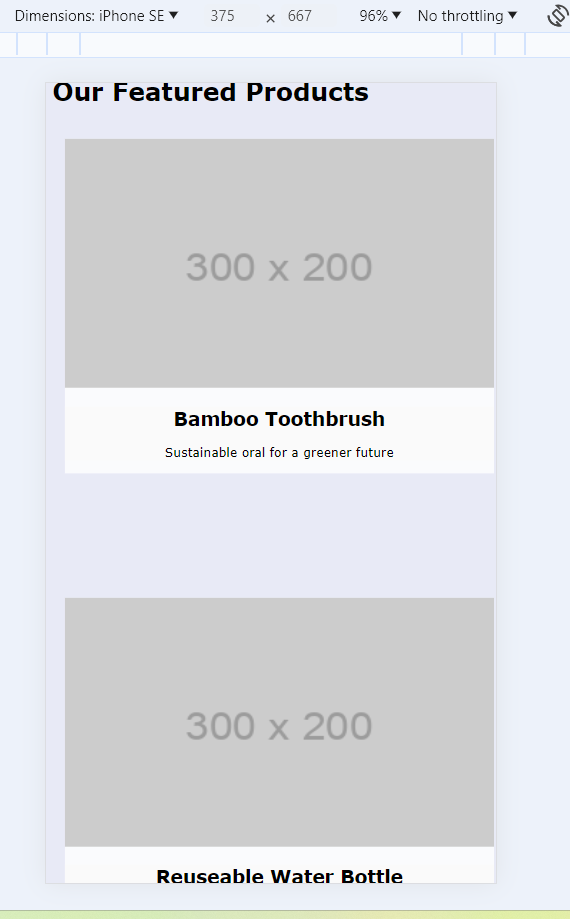 Dimensions: iPhone SE ▼ 375 × 667 96% ▼ No throttling ▼
Our Featured Products
300 x 200
Bamboo Toothbrush
Sustainable oral for a greener future
300 x 200
Reuseable Water Bottle